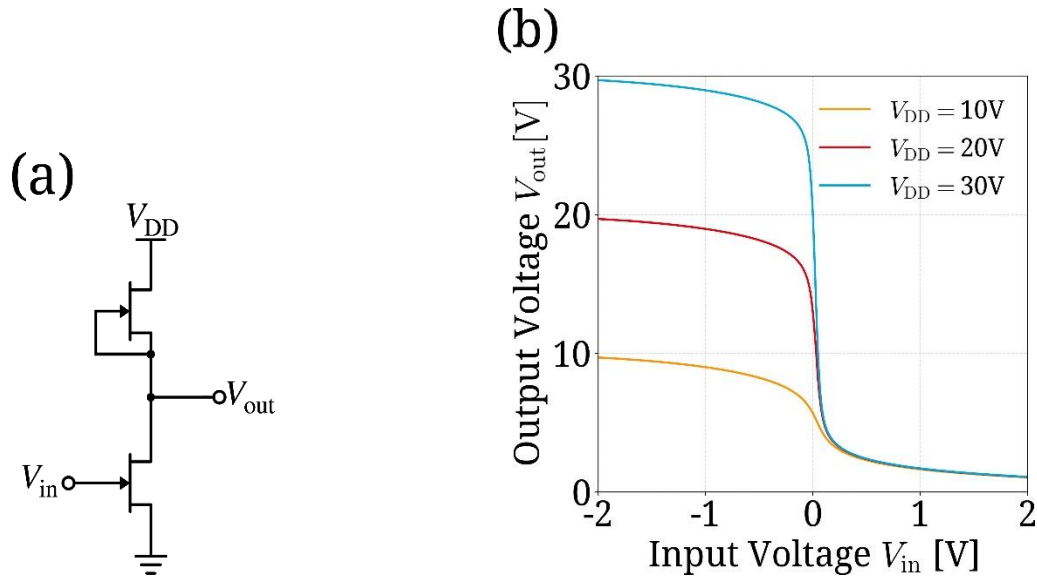 (a)
V_DD
V_out
V_in
(b)
Output Voltage V_out [V]
30
20
10
0
V_DD = 10V
V_DD = 20V
V_DD = 30V
-2 -1 0 1 2
Input Voltage V_in [V]